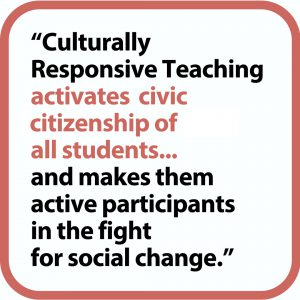 “Culturally
Responsive Teaching
activates civic
citizenship of
all students...
and makes them
active participants
in the fight
for social change.”